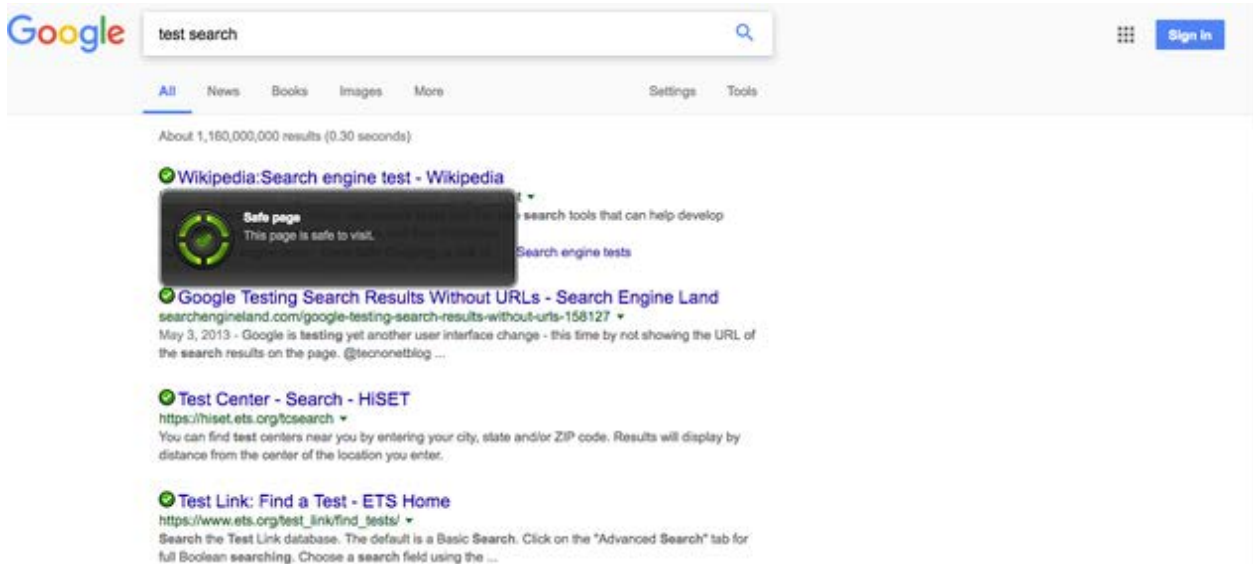 Google
test search
Sign in
All News Books Images More Settings Tools
About 1,160,000,000 results (0.30 seconds)
Wikipedia:Search engine test - Wikipedia
Safe page
This page is safe to visit.
search tools that can help develop
Search engine tests
Google Testing Search Results Without URLs - Search Engine Land
searchengineland.com/google-testing-search-results-without-urls-158127
May 3, 2013 - Google is testing yet another user interface change - this time by not showing the URL of
the search results on the page. @tecnonetblog ...
Test Center - Search - HiSET
https://hiset.ets.org/tcsearch
You can find test centers near you by entering your city, state and/or ZIP code. Results will display by
distance from the center of the location you enter.
Test Link: Find a Test - ETS Home
https://www.ets.org/test_link/find_tests/
Search the Test Link database. The default is a Basic Search. Click on the "Advanced Search" tab for
full Boolean searching. Choose a search field using the ...